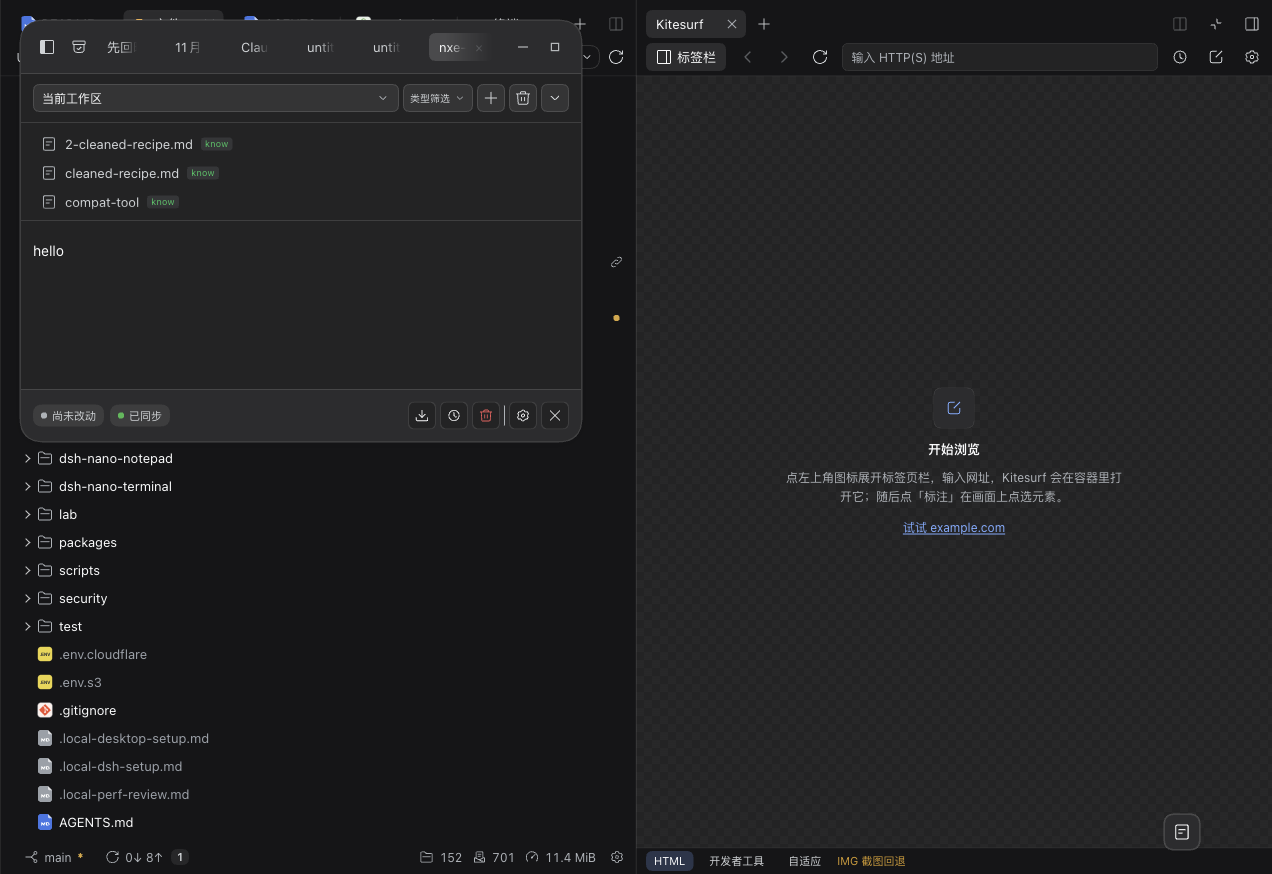 先回
11月
Clau
untit
untit
nxe-
当前工作区
类型筛选
2-cleaned-recipe.md know
cleaned-recipe.md know
compat-tool know
hello
尚未改动
已同步
dsh-nano-notepad
dsh-nano-terminal
lab
packages
scripts
security
test
.env.cloudflare
.env.s3
.gitignore
.local-desktop-setup.md
.local-dsh-setup.md
.local-perf-review.md
AGENTS.md
main * 0↓ 8↑ 1 152 701 11.4 MiB
Kitesurf
标签栏
输入 HTTP(S) 地址
开始浏览
点左上角图标展开标签页栏，输入网址，Kitesurf 会在容器里打
开它；随后点「标注」在画面上点选元素。
试试 example.com
HTML 开发者工具 自适应 IMG 截图回退